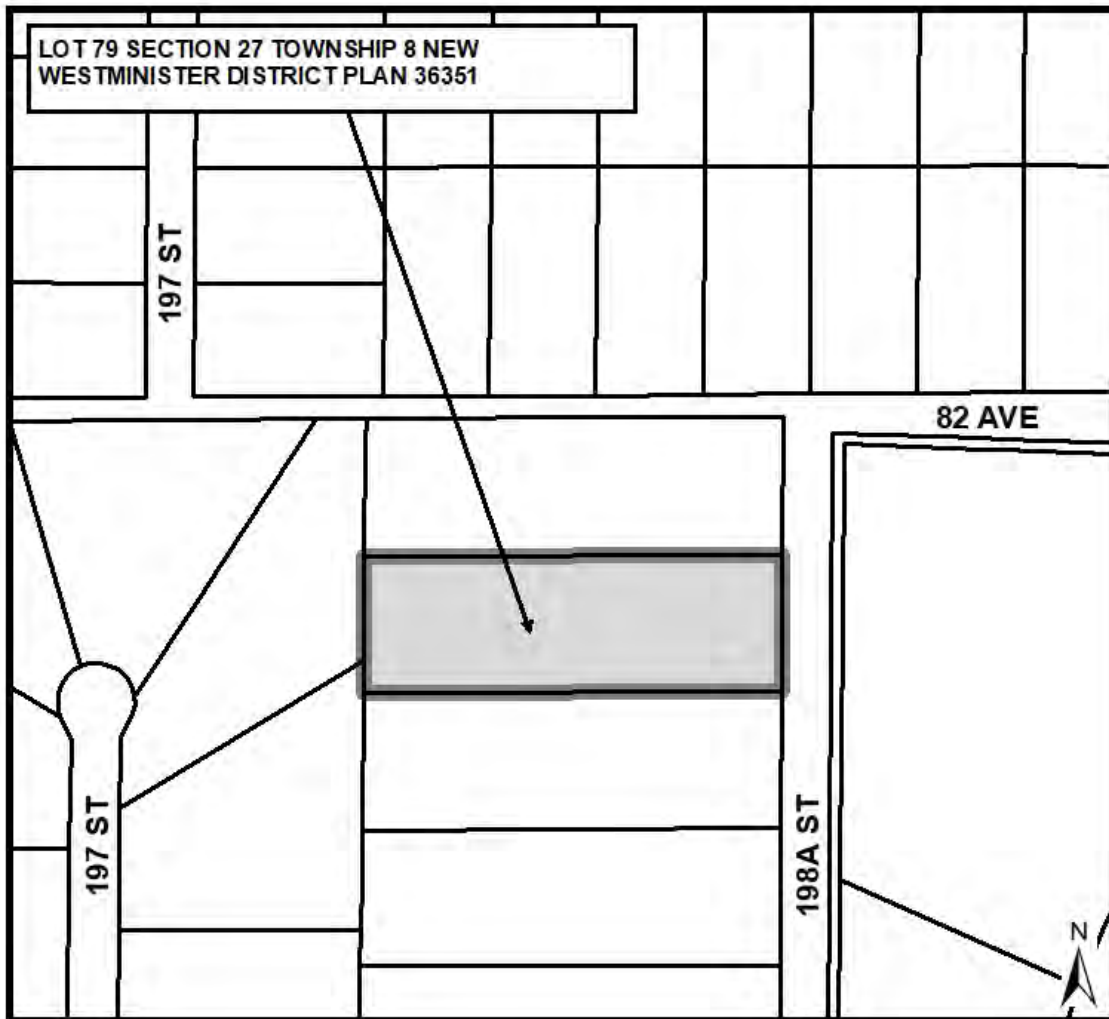 LOT 79 SECTION 27 TOWNSHIP 8 NEW
WESTMINISTER DISTRICT PLAN 36351
197 ST
82 AVE
197 ST
198A ST
N